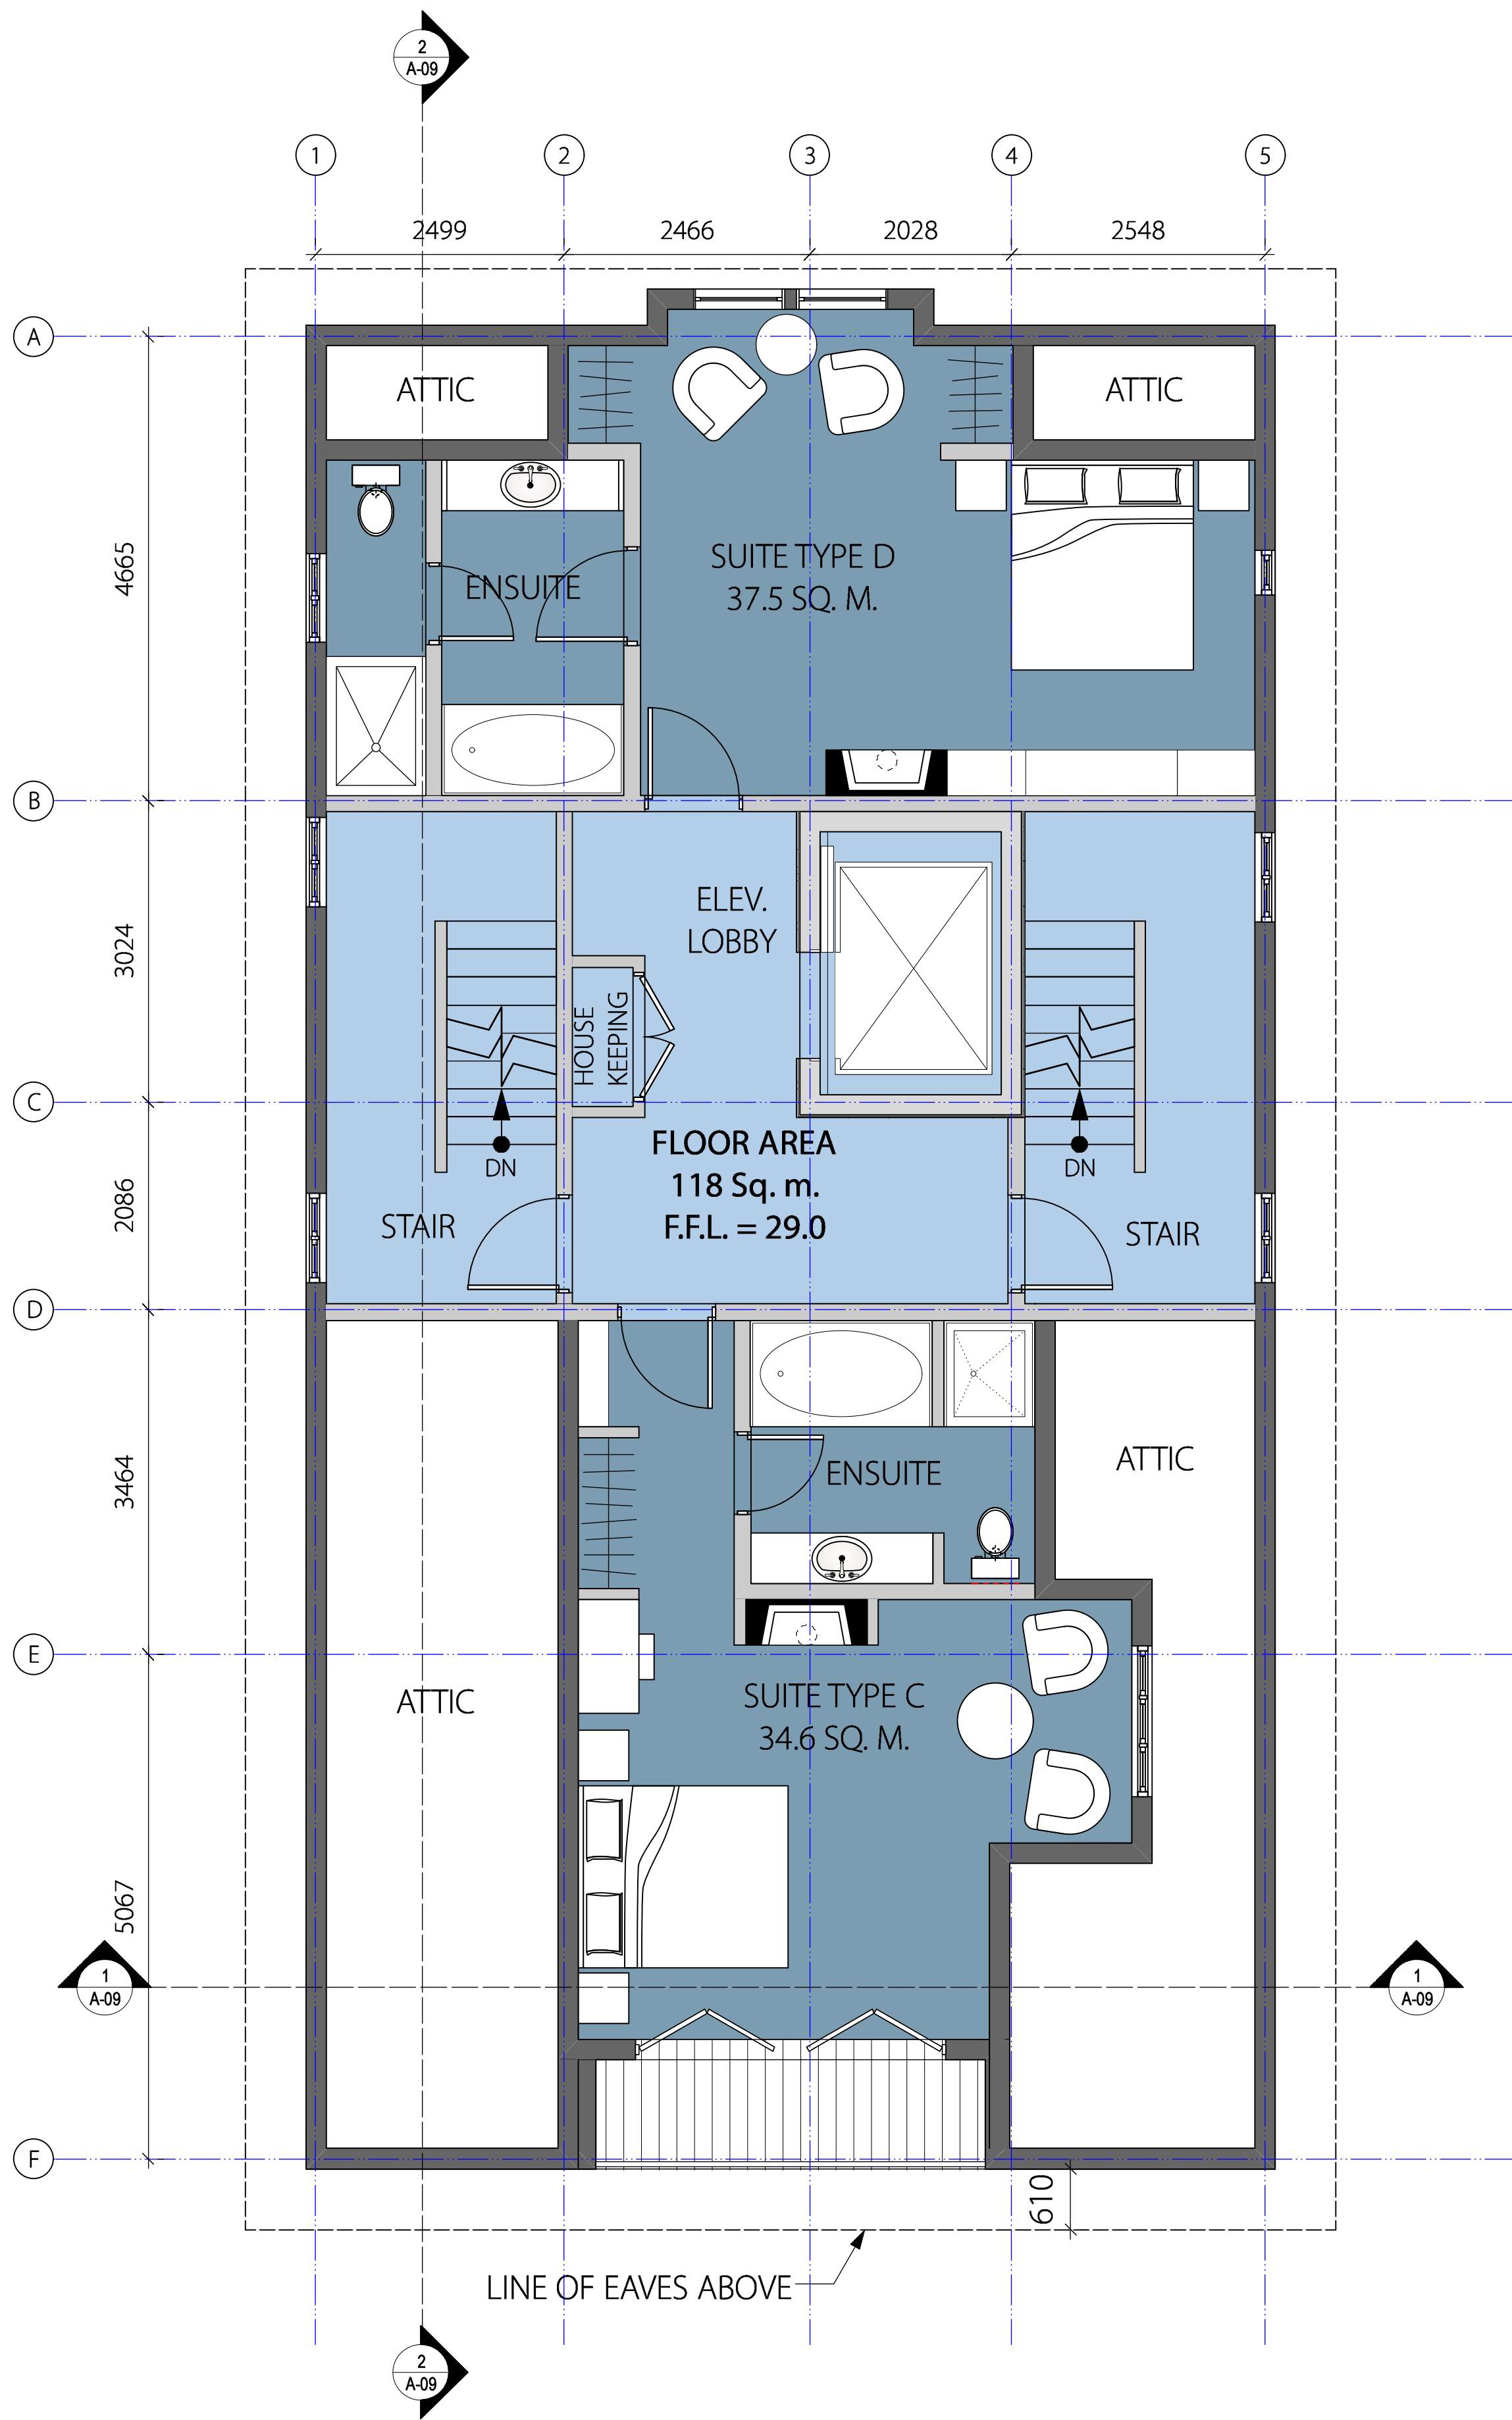 2
A-09
1
2
3
4
5
2499
2466
2028
2548
A
ATTIC
ATTIC
4665
SUITE TYPE D
37.5 SQ. M.
ENSUITE
B
3024
ELEV.
LOBBY
HOUSE
KEEPING
C
FLOOR AREA
118 Sq. m.
F.F.L. = 29.0
DN
DN
2086
STAIR
STAIR
D
3464
ENSUITE
ATTIC
E
ATTIC
SUITE TYPE C
34.6 SQ. M.
5067
1
A-09
1
A-09
F
610
LINE OF EAVES ABOVE
2
A-09